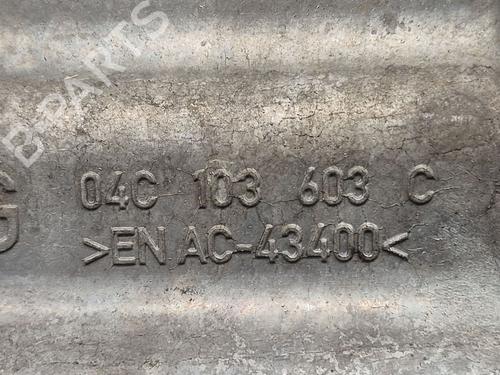 B-PARTS
G
04C 103 603 C
>EN AC-43400<